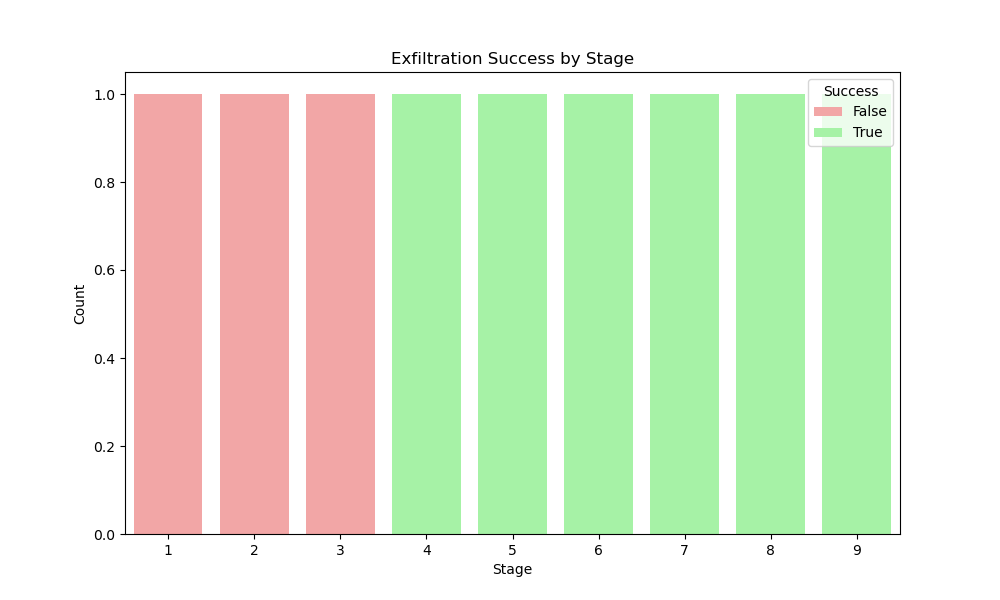 Exfiltration Success by Stage
Success
False
True
1.0
0.8
0.6
0.4
0.2
0.0
Count
1 2 3 4 5 6 7 8 9
Stage